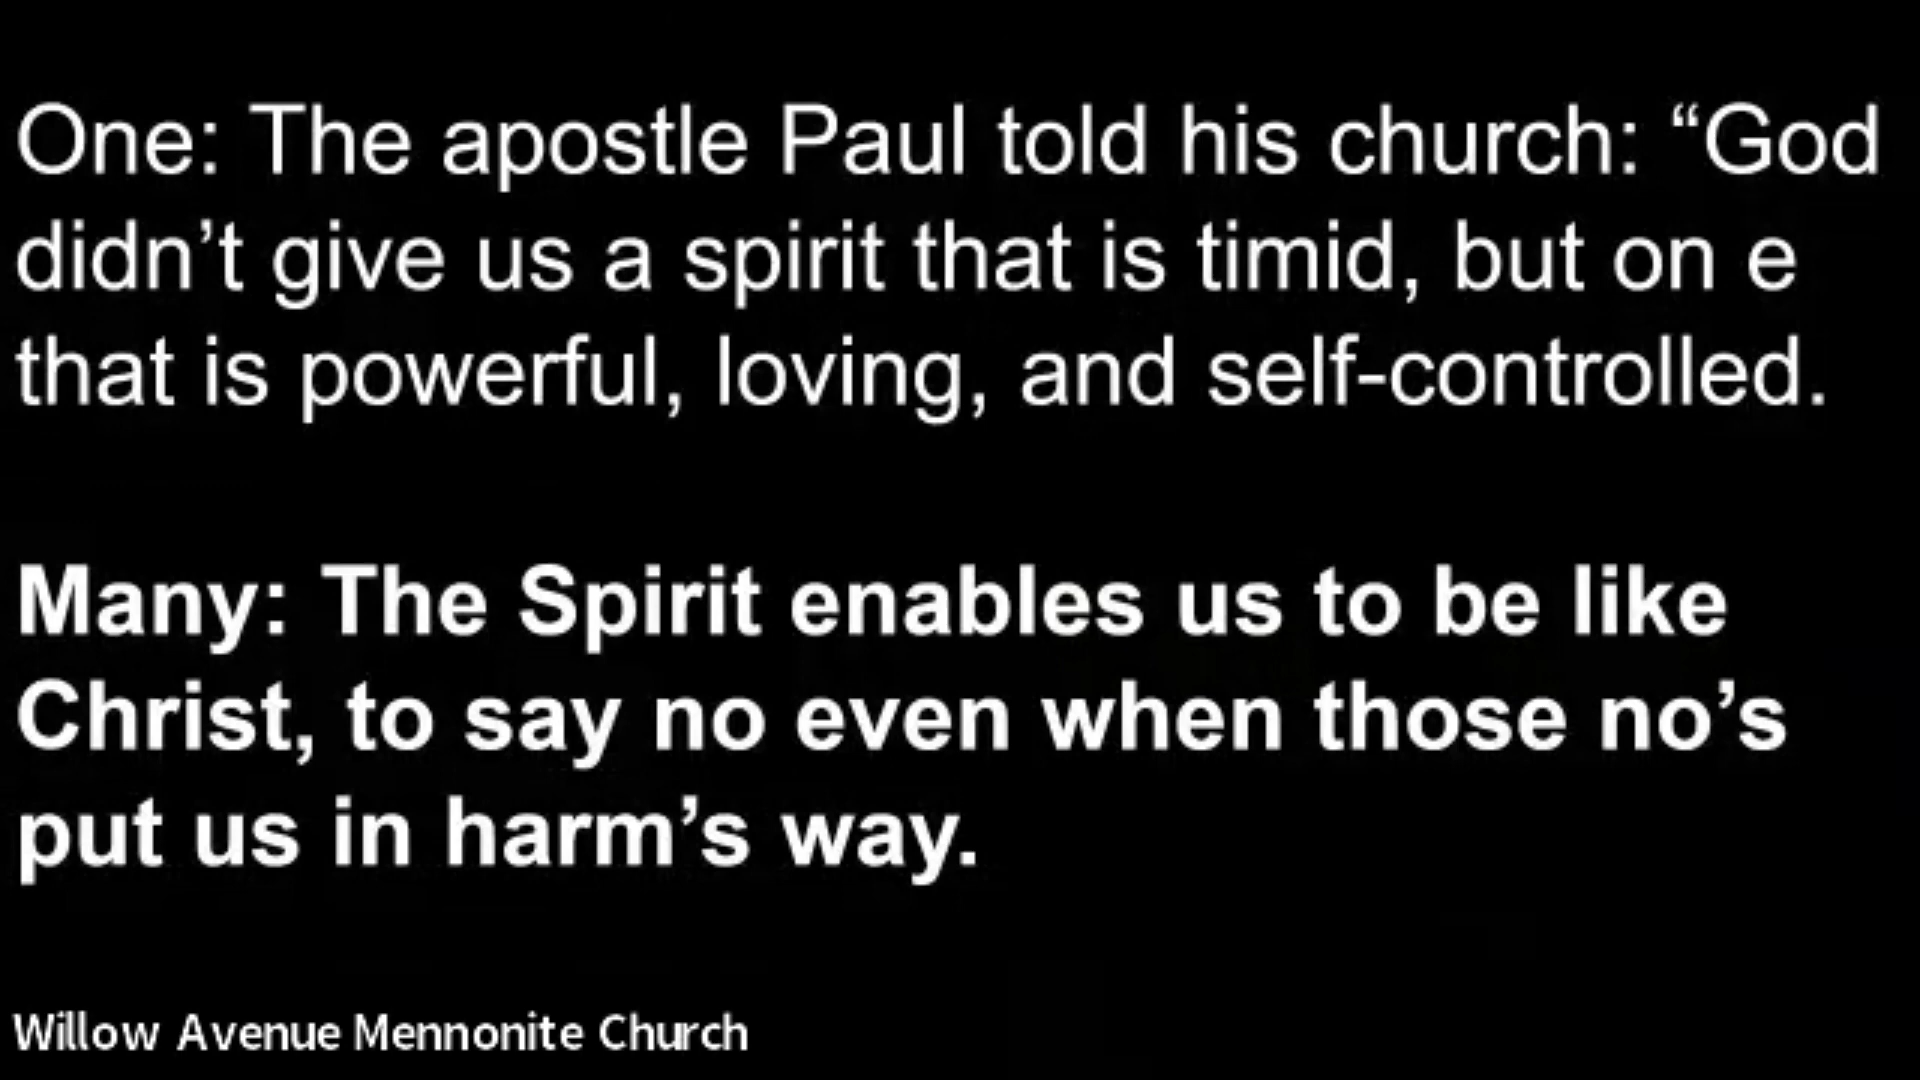 One: The apostle Paul told his church: “God
didn’t give us a spirit that is timid, but on e
that is powerful, loving, and self-controlled.
Many: The Spirit enables us to be like
Christ, to say no even when those no’s
put us in harm’s way.
Willow Avenue Mennonite Church